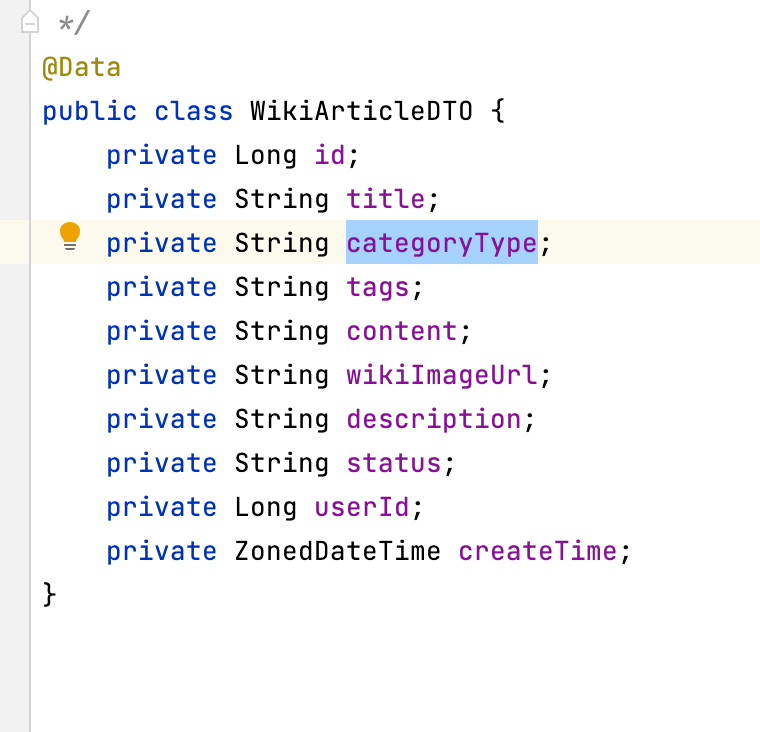 */
@Data
public class WikiArticleDTO {
    private Long id;
    private String title;
    private String categoryType;
    private String tags;
    private String content;
    private String wikiImageUrl;
    private String description;
    private String status;
    private Long userId;
    private ZonedDateTime createTime;
}